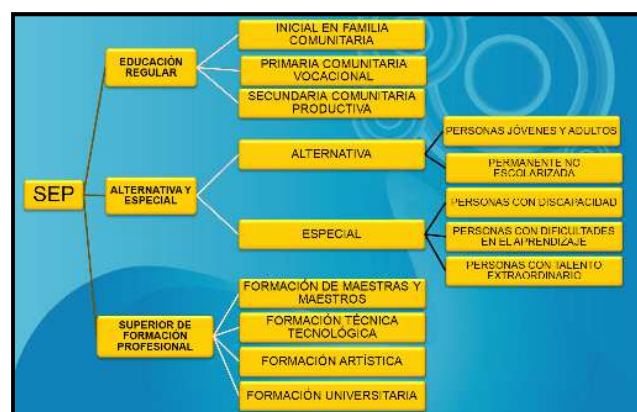 SEP
EDUCACIÓN
REGULAR
INICIAL EN FAMILIA
COMUNITARIA
PRIMARIA COMUNITARIA
VOCACIONAL
SECUNDARIA COMUNITARIA
PRODUCTIVA
ALTERNATIVA Y
ESPECIAL
ALTERNATIVA
PERSONAS JÓVENES Y ADULTOS
PERMANENTE NO
ESCOLARIZADA
ESPECIAL
PERSONAS CON DISCAPACIDAD
PERSONAS CON DIFICULTADES
EN EL APRENDIZAJE
PERSONAS CON TALENTO
EXTRAORDINARIO
SUPERIOR DE
FORMACIÓN
PROFESIONAL
FORMACIÓN DE MAESTRAS Y
MAESTROS
FORMACIÓN TÉCNICA
TECNOLÓGICA
FORMACIÓN ARTÍSTICA
FORMACIÓN UNIVERSITARIA